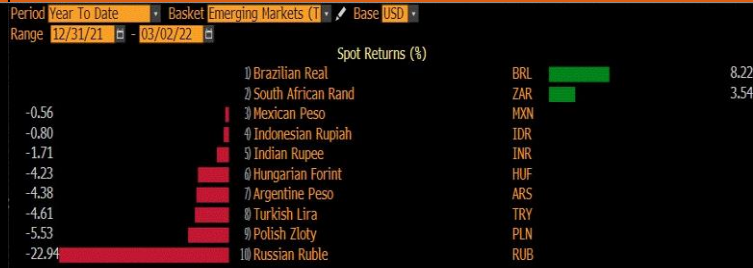 Period Year To Date Basket Emerging Markets (T Base USD
Range 12/31/21 - 03/02/22
Spot Returns (%)
1) Brazilian Real BRL 8.22
2) South African Rand ZAR 3.54
-0.56 3) Mexican Peso MXN
-0.80 4) Indonesian Rupiah IDR
-1.71 5) Indian Rupee INR
-4.23 6) Hungarian Forint HUF
-4.38 7) Argentine Peso ARS
-4.61 8) Turkish Lira TRY
-5.53 9) Polish Zloty PLN
-22.94 10) Russian Ruble RUB